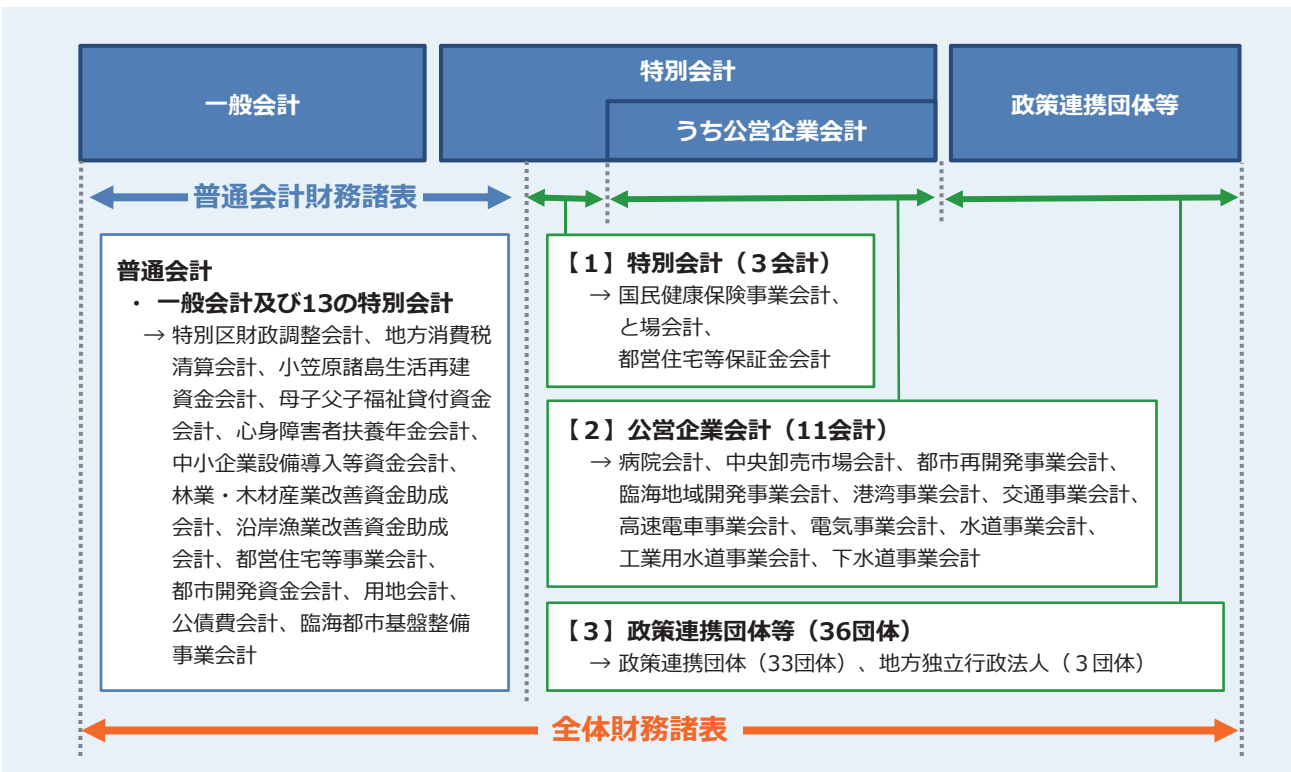 一般会計
特別会計
うち公営企業会計
政策連携団体等
普通会計財務諸表
普通会計
・ 一般会計及び13の特別会計
→ 特別区財政調整会計、地方消費税
清算会計、小笠原諸島生活再建
資金会計、母子父子福祉貸付資金
会計、心身障害者扶養年金会計、
中小企業設備導入等資金会計、
林業・木材産業改善資金助成
会計、沿岸漁業改善資金助成
会計、都営住宅等事業会計、
都市開発資金会計、用地会計、
公債費会計、臨海都市基盤整備
事業会計
【1】特別会計（３会計）
→ 国民健康保険事業会計、
と場会計、
都営住宅等保証金会計
【2】公営企業会計（11会計）
→ 病院会計、中央卸売市場会計、都市再開発事業会計、
臨海地域開発事業会計、港湾事業会計、交通事業会計、
高速電車事業会計、電気事業会計、水道事業会計、
工業用水道事業会計、下水道事業会計
【3】政策連携団体等（36団体）
→ 政策連携団体（33団体）、地方独立行政法人（３団体）
全体財務諸表